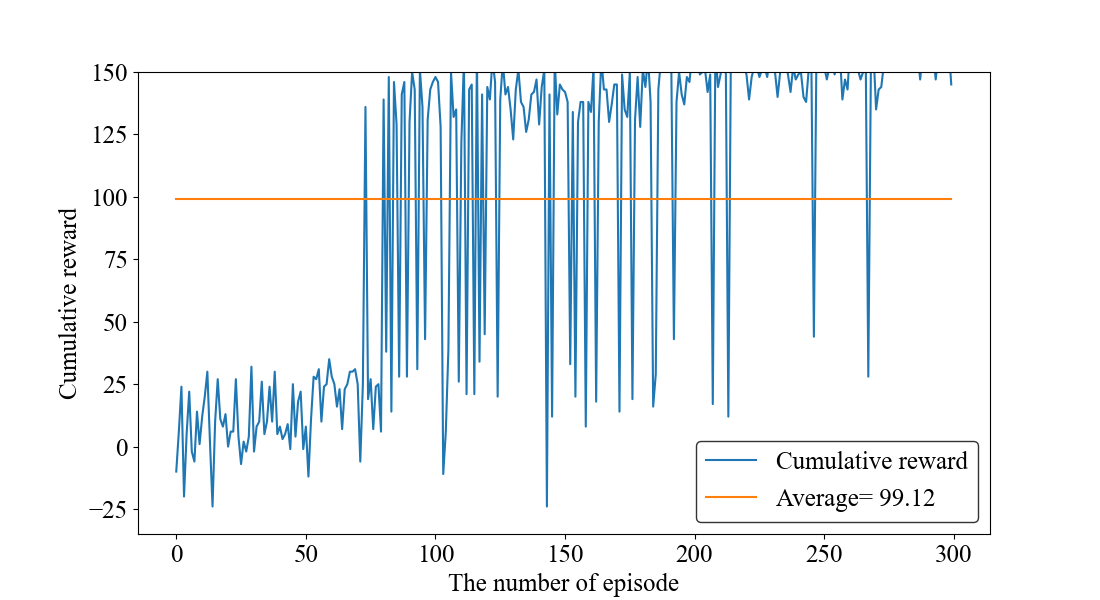 150
125
100
75
50
25
0
−25
Cumulative reward
Cumulative reward
Average= 99.12
0 50 100 150 200 250 300
The number of episode